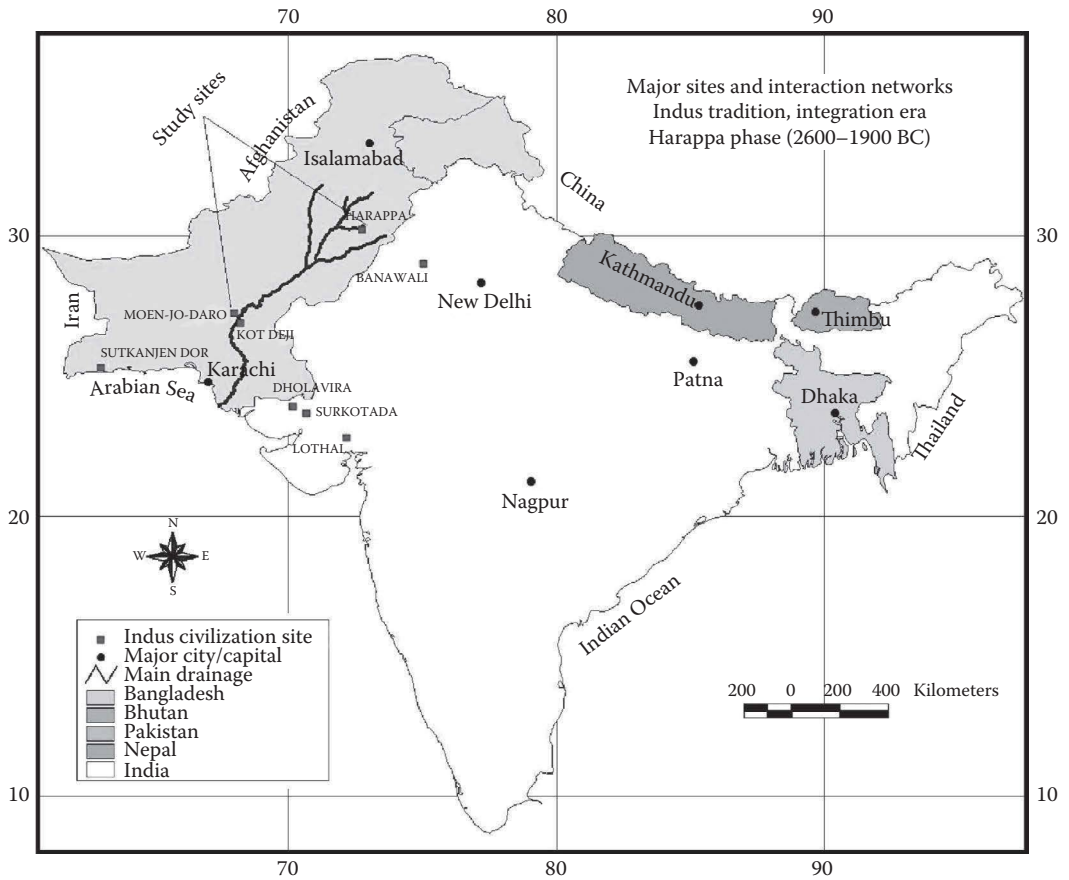 70 80 90
Major sites and interaction networks
Indus tradition, integration era
Harappa phase (2600–1900 BC)
Study sites
Afghanistan
Isalamabad
China
HARAPPA
30 30
BANAWALI
Kathmandu
New Delhi
Iran
MOEN-JO-DARO
Thimbu
KOT DEJI
SUTKANJEN DOR
Karachi
Patna
Arabian Sea
DHOLAVIRA
Dhaka
SURKOTADA
Thailand
LOTHAL
Nagpur
20 20
N
W E
S
Indian Ocean
Indus civilization site
Major city/capital
Main drainage
Bangladesh
Bhutan
Pakistan
Nepal
India
200 0 200 400 Kilometers
10 10
70 80 90